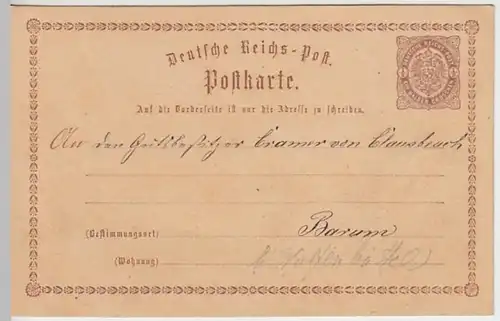 Deutsche Reichs-Post.
Postkarte.
Auf die Vorderseite ist nur die Adresse zu schreiben.
An den Gutsbesitzer Cramer von Clausbruch
(Bestimmungsort) Barum
(Wohnung)